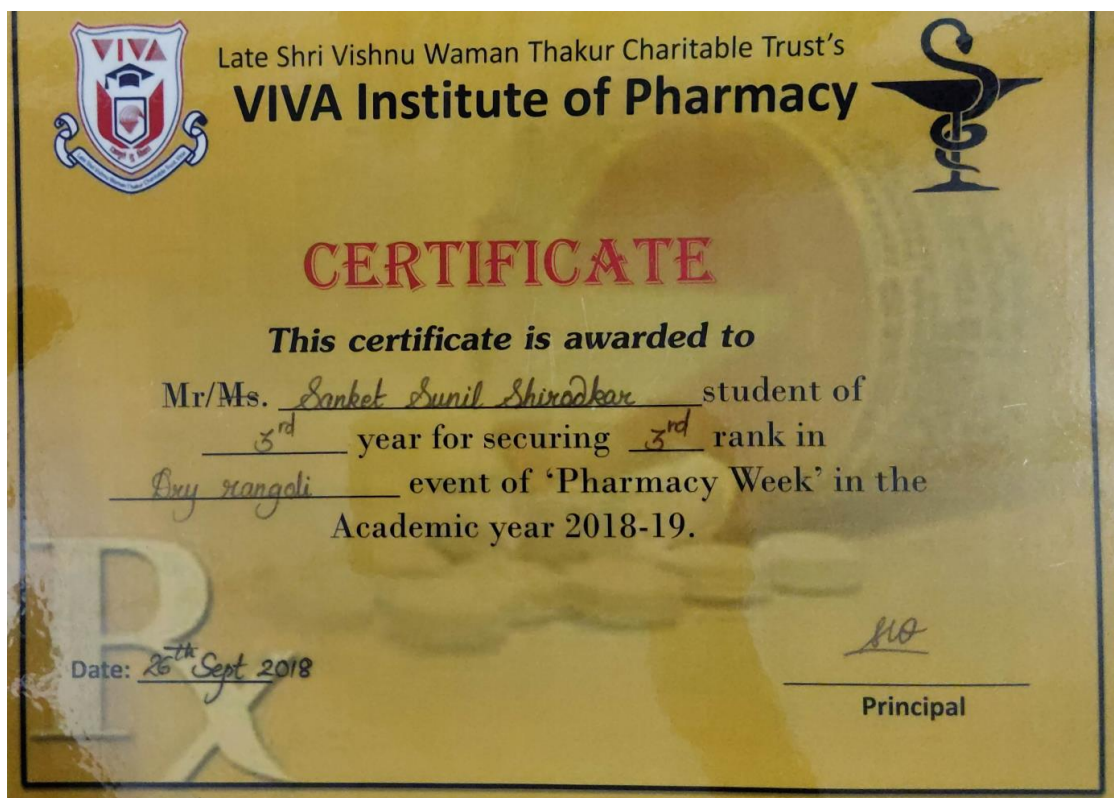 VIVA
Late Shri Vishnu Waman Thakur Charitable Trust's
VIVA Institute of Pharmacy
CERTIFICATE
This certificate is awarded to
Mr/Ms. Sanket Sunil Shirodkar student of
3rd year for securing 3rd rank in
Dry rangoli event of 'Pharmacy Week' in the
Academic year 2018-19.
Rx
Date: 26th Sept 2018
Principal